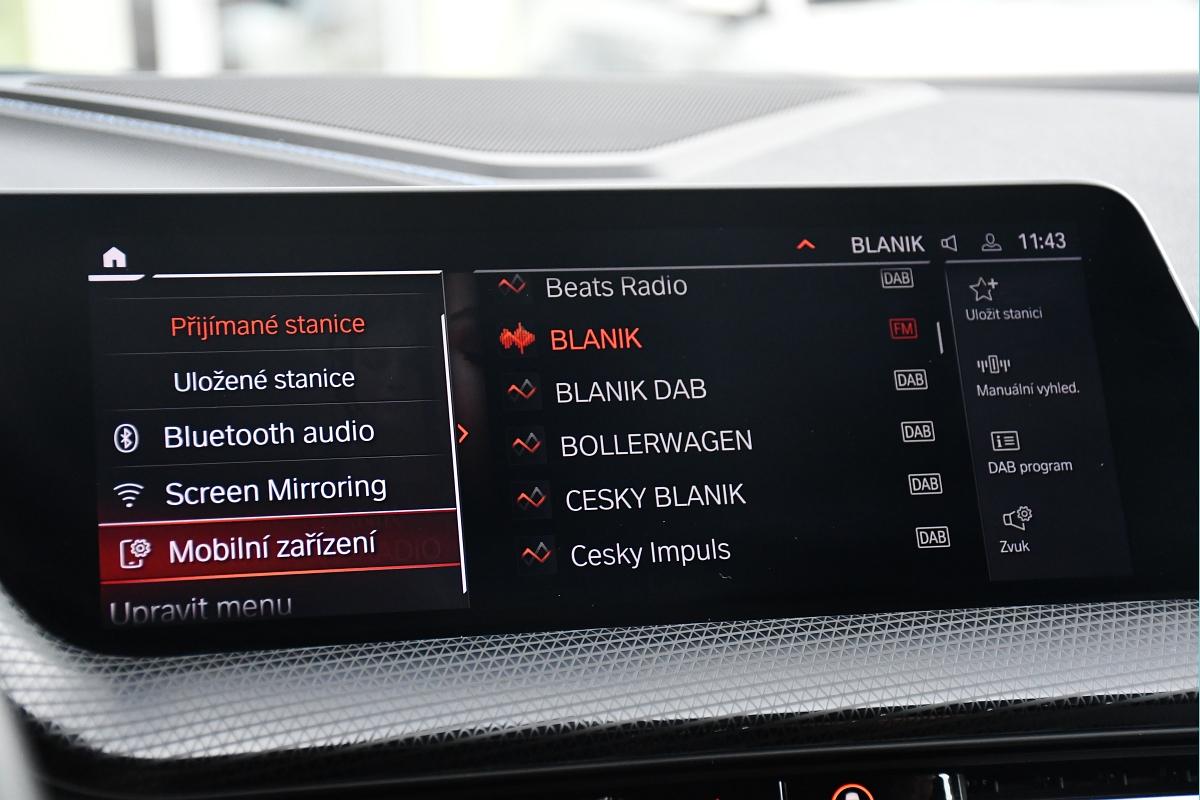 BLANIK 11:43
Přijímané stanice
Uložené stanice
Bluetooth audio
Screen Mirroring
Mobilní zařízení
Upravit menu
Beats Radio DAB
BLANIK FM
BLANIK DAB DAB
BOLLERWAGEN DAB
CESKY BLANIK DAB
Cesky Impuls DAB
Uložit stanici
Manuální vyhled.
DAB program
Zvuk